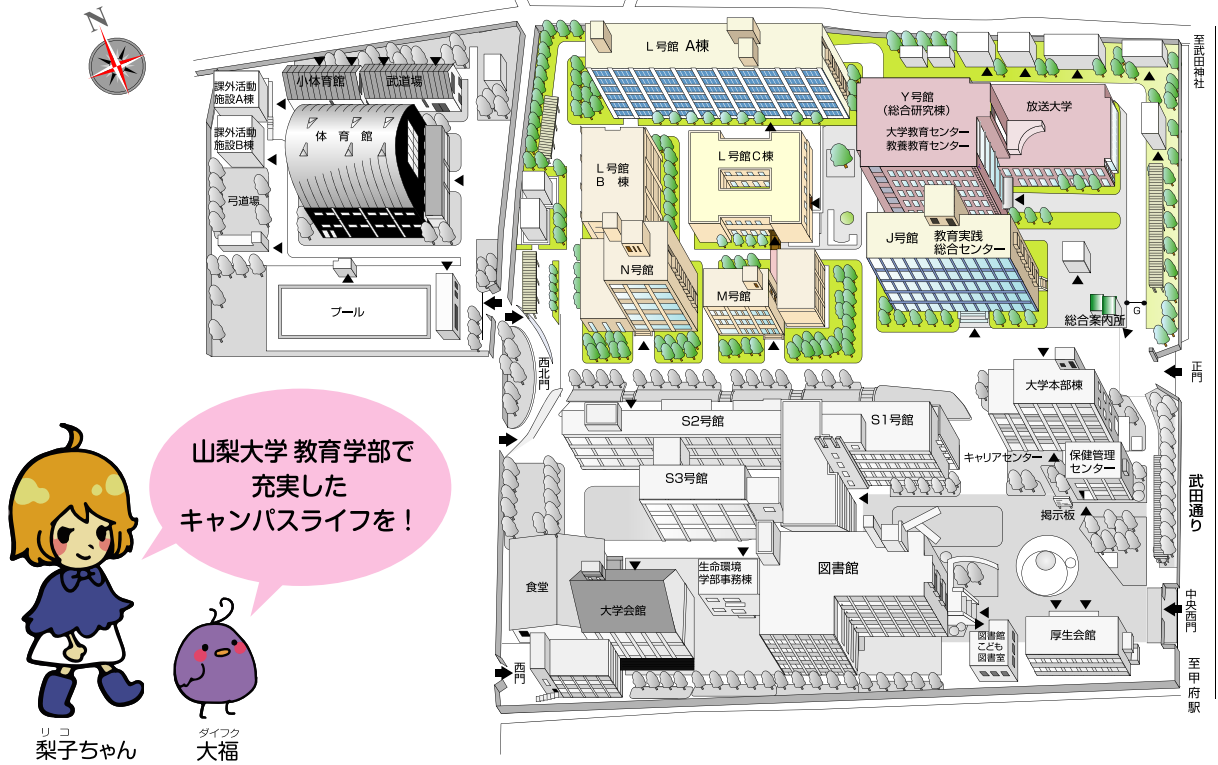 N
課外活動
施設A棟
小体育館
武道場
課外活動
施設B棟
体育館
弓道場
プール
L号館 A棟
L号館
B 棟
L号館C棟
Y号館
(総合研究棟)
大学教育センター
教養教育センター
放送大学
J号館
教育実践
総合センター
N号館
M号館
総合案内所
G
至武田神社
正門
西北門
S2号館
S1号館
S3号館
大学本部棟
キャリアセンター
保健管理
センター
掲示板
武田通り
食堂
大学会館
生命環境
学部事務棟
図書館
図書館
こども
図書室
厚生会館
中央西門
西門
至甲府駅
山梨大学 教育学部で
充実した
キャンパスライフを!
リコ
梨子ちゃん
ダイフク
大福